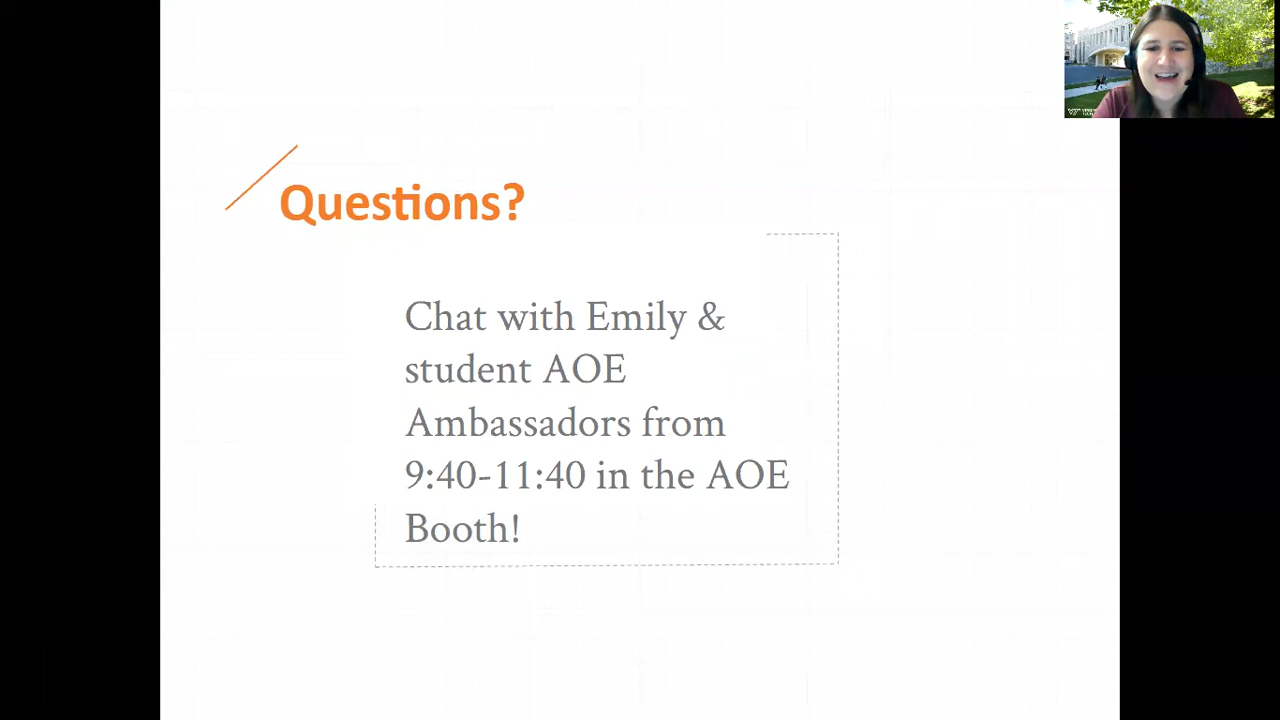 Questions?
Chat with Emily &
student AOE
Ambassadors from
9:40-11:40 in the AOE
Booth!